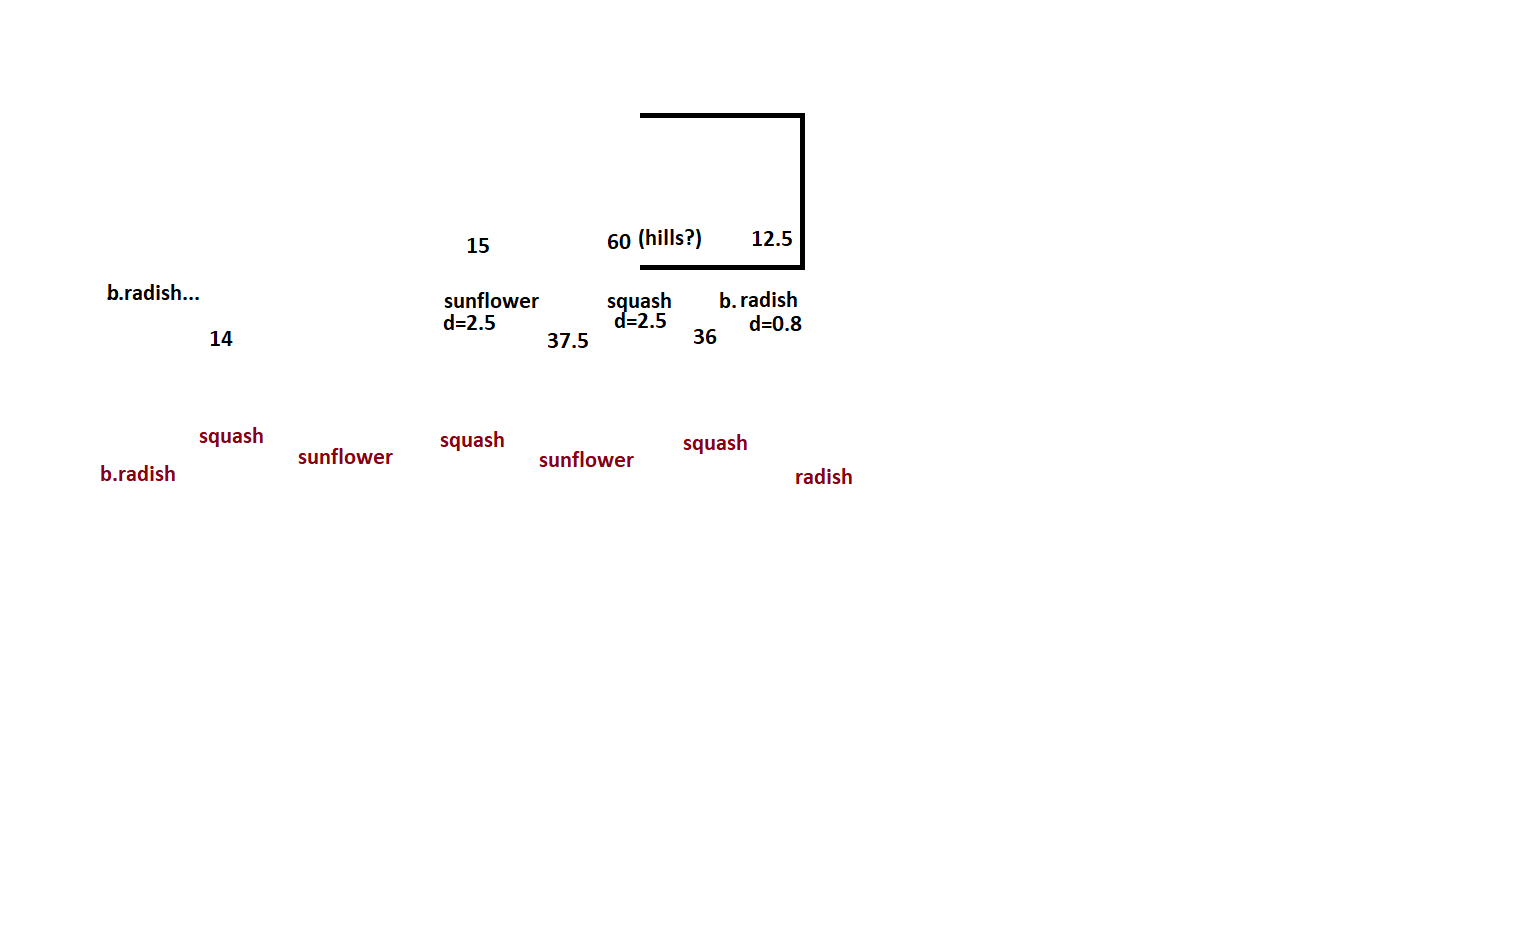 15
60 (hills?) 12.5
b.radish...
sunflower squash b. radish
d=2.5 d=2.5 d=0.8
14 37.5 36
squash squash squash
sunflower sunflower
b.radish radish